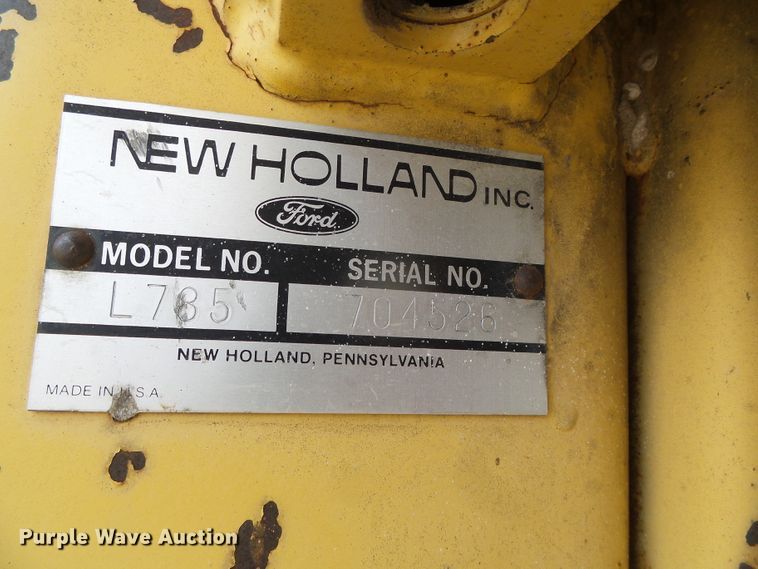 NEW HOLLAND INC.
Ford
MODEL NO. SERIAL NO.
L785 704526
NEW HOLLAND, PENNSYLVANIA
MADE IN U.S.A.
Purple Wave Auction